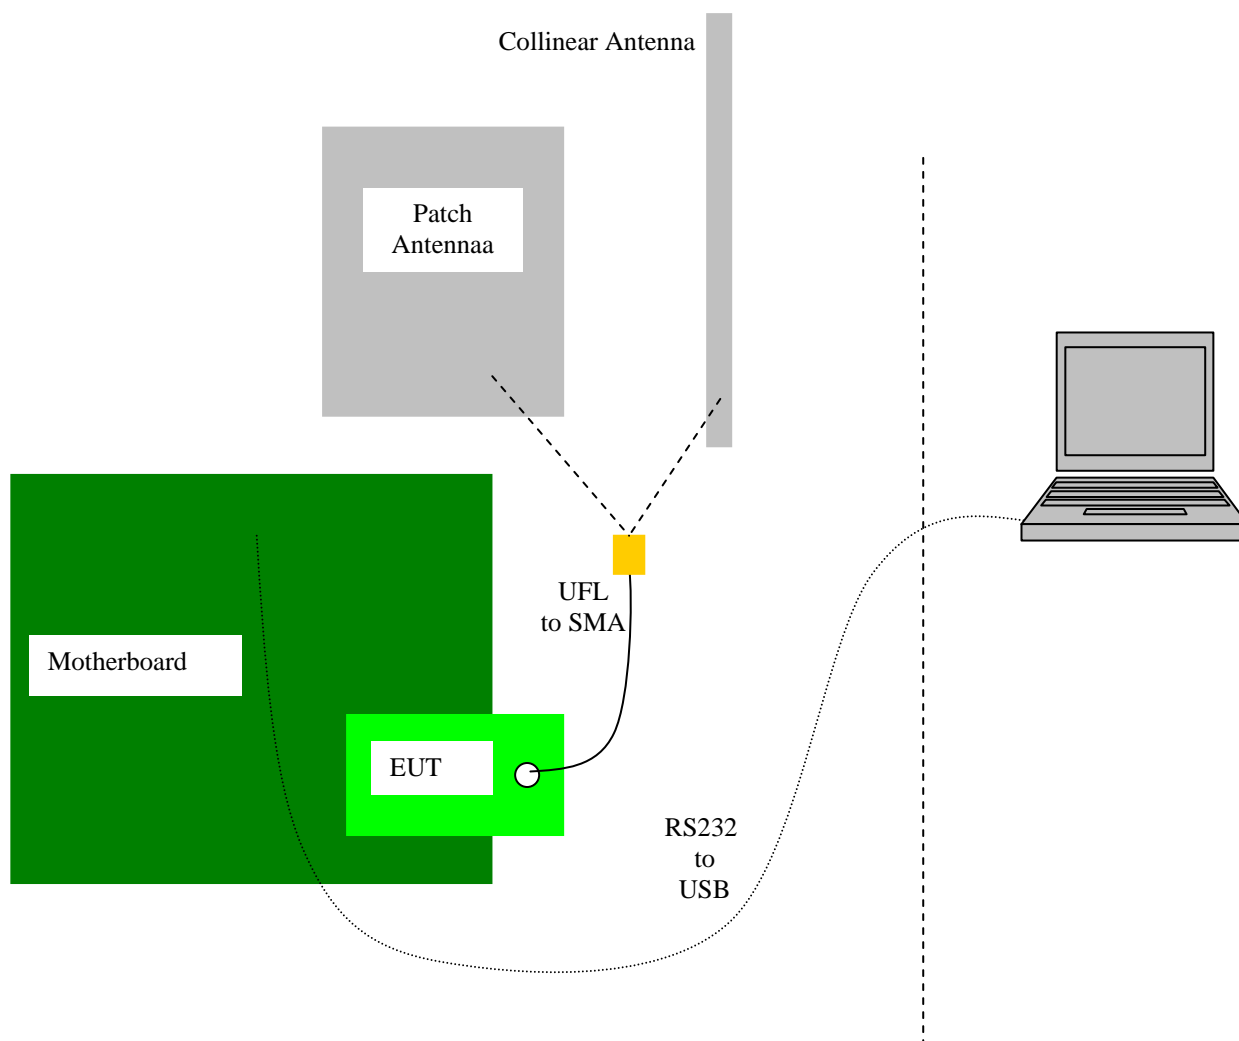 Collinear Antenna
Patch
Antennaa
UFL
to SMA
Motherboard
EUT
RS232
to
USB